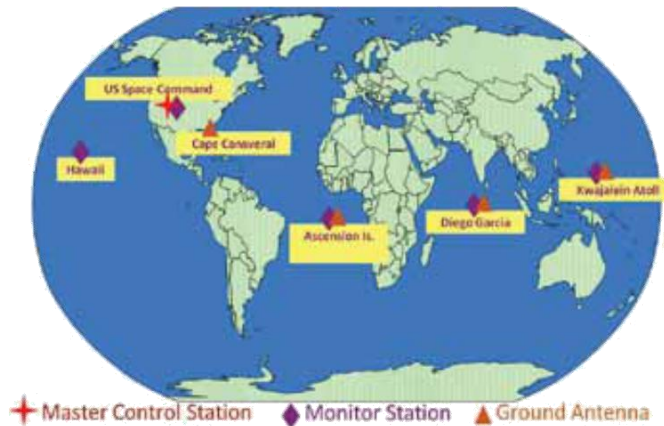 US Space Command
Cape Canaveral
Hawaii
Kwajalein Atoll
Ascension Is.
Diego Garcia
Master Control Station
Monitor Station
Ground Antenna